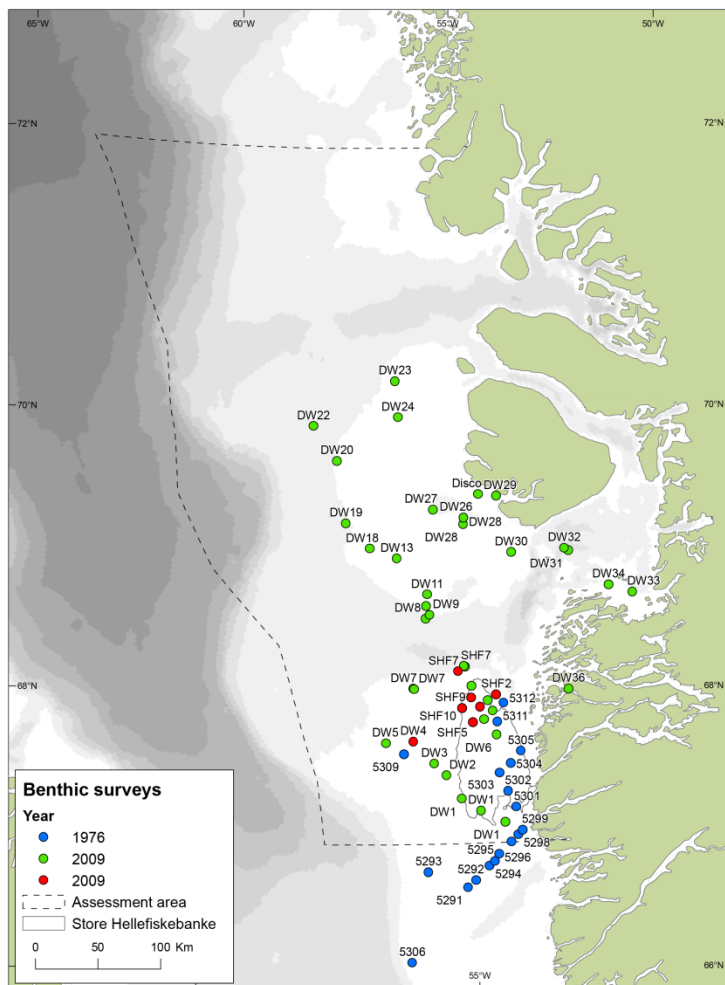 65°W 60°W 55°W 50°W
72°N 72°N
DW23
70°N DW24 70°N
DW22
DW20
Disco DW29
DW27
DW26
DW19 DW28
DW28
DW18 DW30 DW32
DW13 DW31
DW34
DW33
DW11
DW8 DW9
SHF7 SHF7
68°N DW7 DW7 SHF2 DW36 68°N
SHF9 5312
SHF10 5311
SHF5
DW5 DW4 DW6 5305
5309 DW3 5304
DW2 5303 5302
5301
DW1 DW1
5299
DW1 5298
5295
5296
5293 5292 5294
5291
5306
66°N 66°N
55°W
Benthic surveys
Year
1976
2009
2009
Assessment area
Store Hellefiskebanke
0 50 100 Km